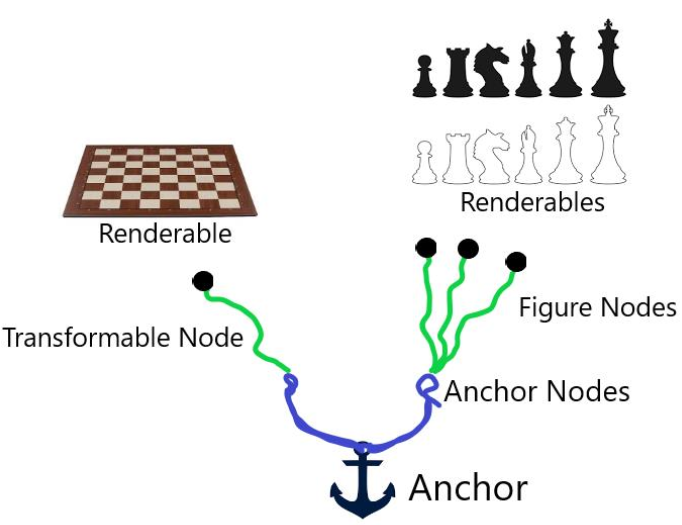 Renderable
Renderables
Transformable Node
Figure Nodes
Anchor Nodes
Anchor